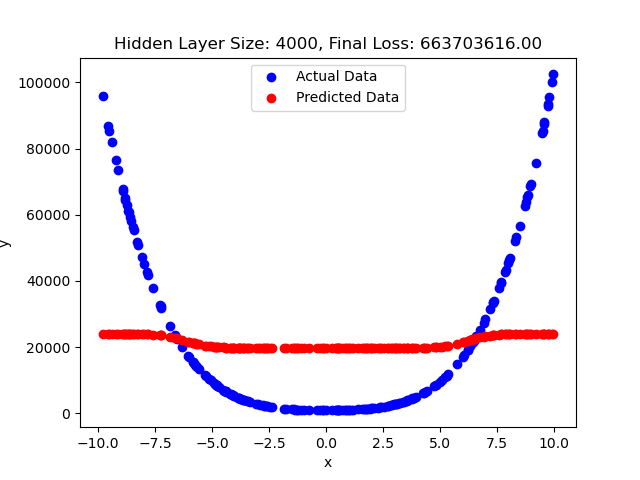 Hidden Layer Size: 4000, Final Loss: 663703616.00
Actual Data
Predicted Data
100000
80000
60000
40000
20000
0
y
−10.0 −7.5 −5.0 −2.5 0.0 2.5 5.0 7.5 10.0
x